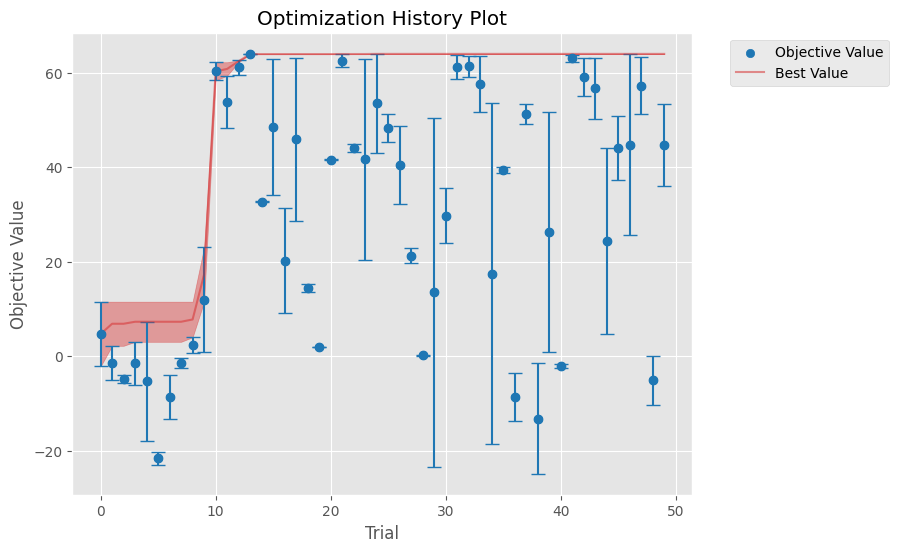 Optimization History Plot
Objective Value
Best Value
Objective Value
60
40
20
0
−20
0 10 20 30 40 50
Trial